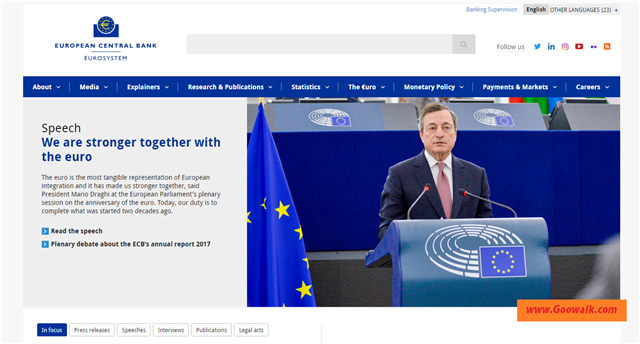 Banking Supervision
English OTHER LANGUAGES (23) +
EUROPEAN CENTRAL BANK
EUROSYSTEM
Follow us
About
Media
Explainers
Research & Publications
Statistics
The €uro
Monetary Policy
Payments & Markets
Careers
Speech
We are stronger together with
the euro
The euro is the most tangible representation of European
integration and it has made us stronger together, said
President Mario Draghi at the European Parliament's plenary
session on the anniversary of the euro. Today, our duty is to
complete what was started two decades ago.
Read the speech
Plenary debate about the ECB's annual report 2017
www.Goowalk.com
In focus
Press releases
Speeches
Interviews
Publications
Legal acts